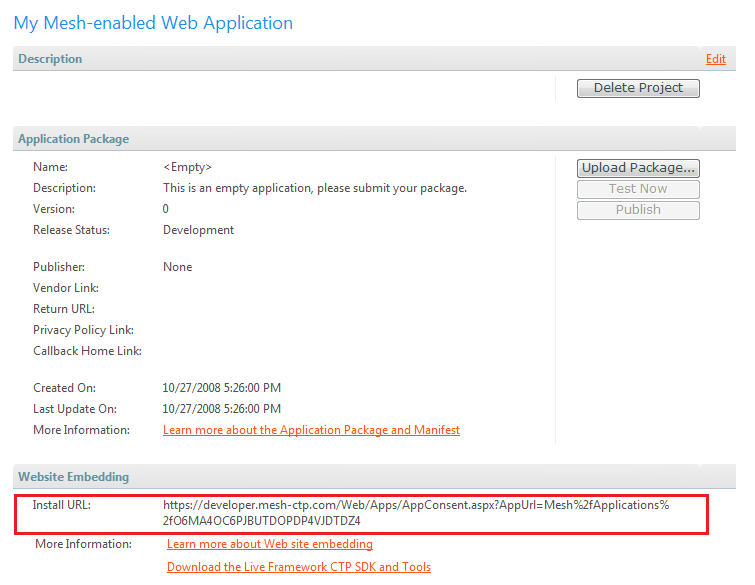 My Mesh-enabled Web Application
Description Edit
Delete Project
Application Package
Name: <Empty> Upload Package...
Description: This is an empty application, please submit your package. Test Now
Version: 0 Publish
Release Status: Development
Publisher: None
Vendor Link:
Return URL:
Privacy Policy Link:
Callback Home Link:
Created On: 10/27/2008 5:26:00 PM
Last Update On: 10/27/2008 5:26:00 PM
More Information: Learn more about the Application Package and Manifest
Website Embedding
Install URL: https://developer.mesh-ctp.com/Web/Apps/AppConsent.aspx?AppUrl=Mesh%2fApplications%
2fO6MA4OC6PJBUTDOPDP4VJDTDZ4
More Information: Learn more about Web site embedding
Download the Live Framework CTP SDK and Tools